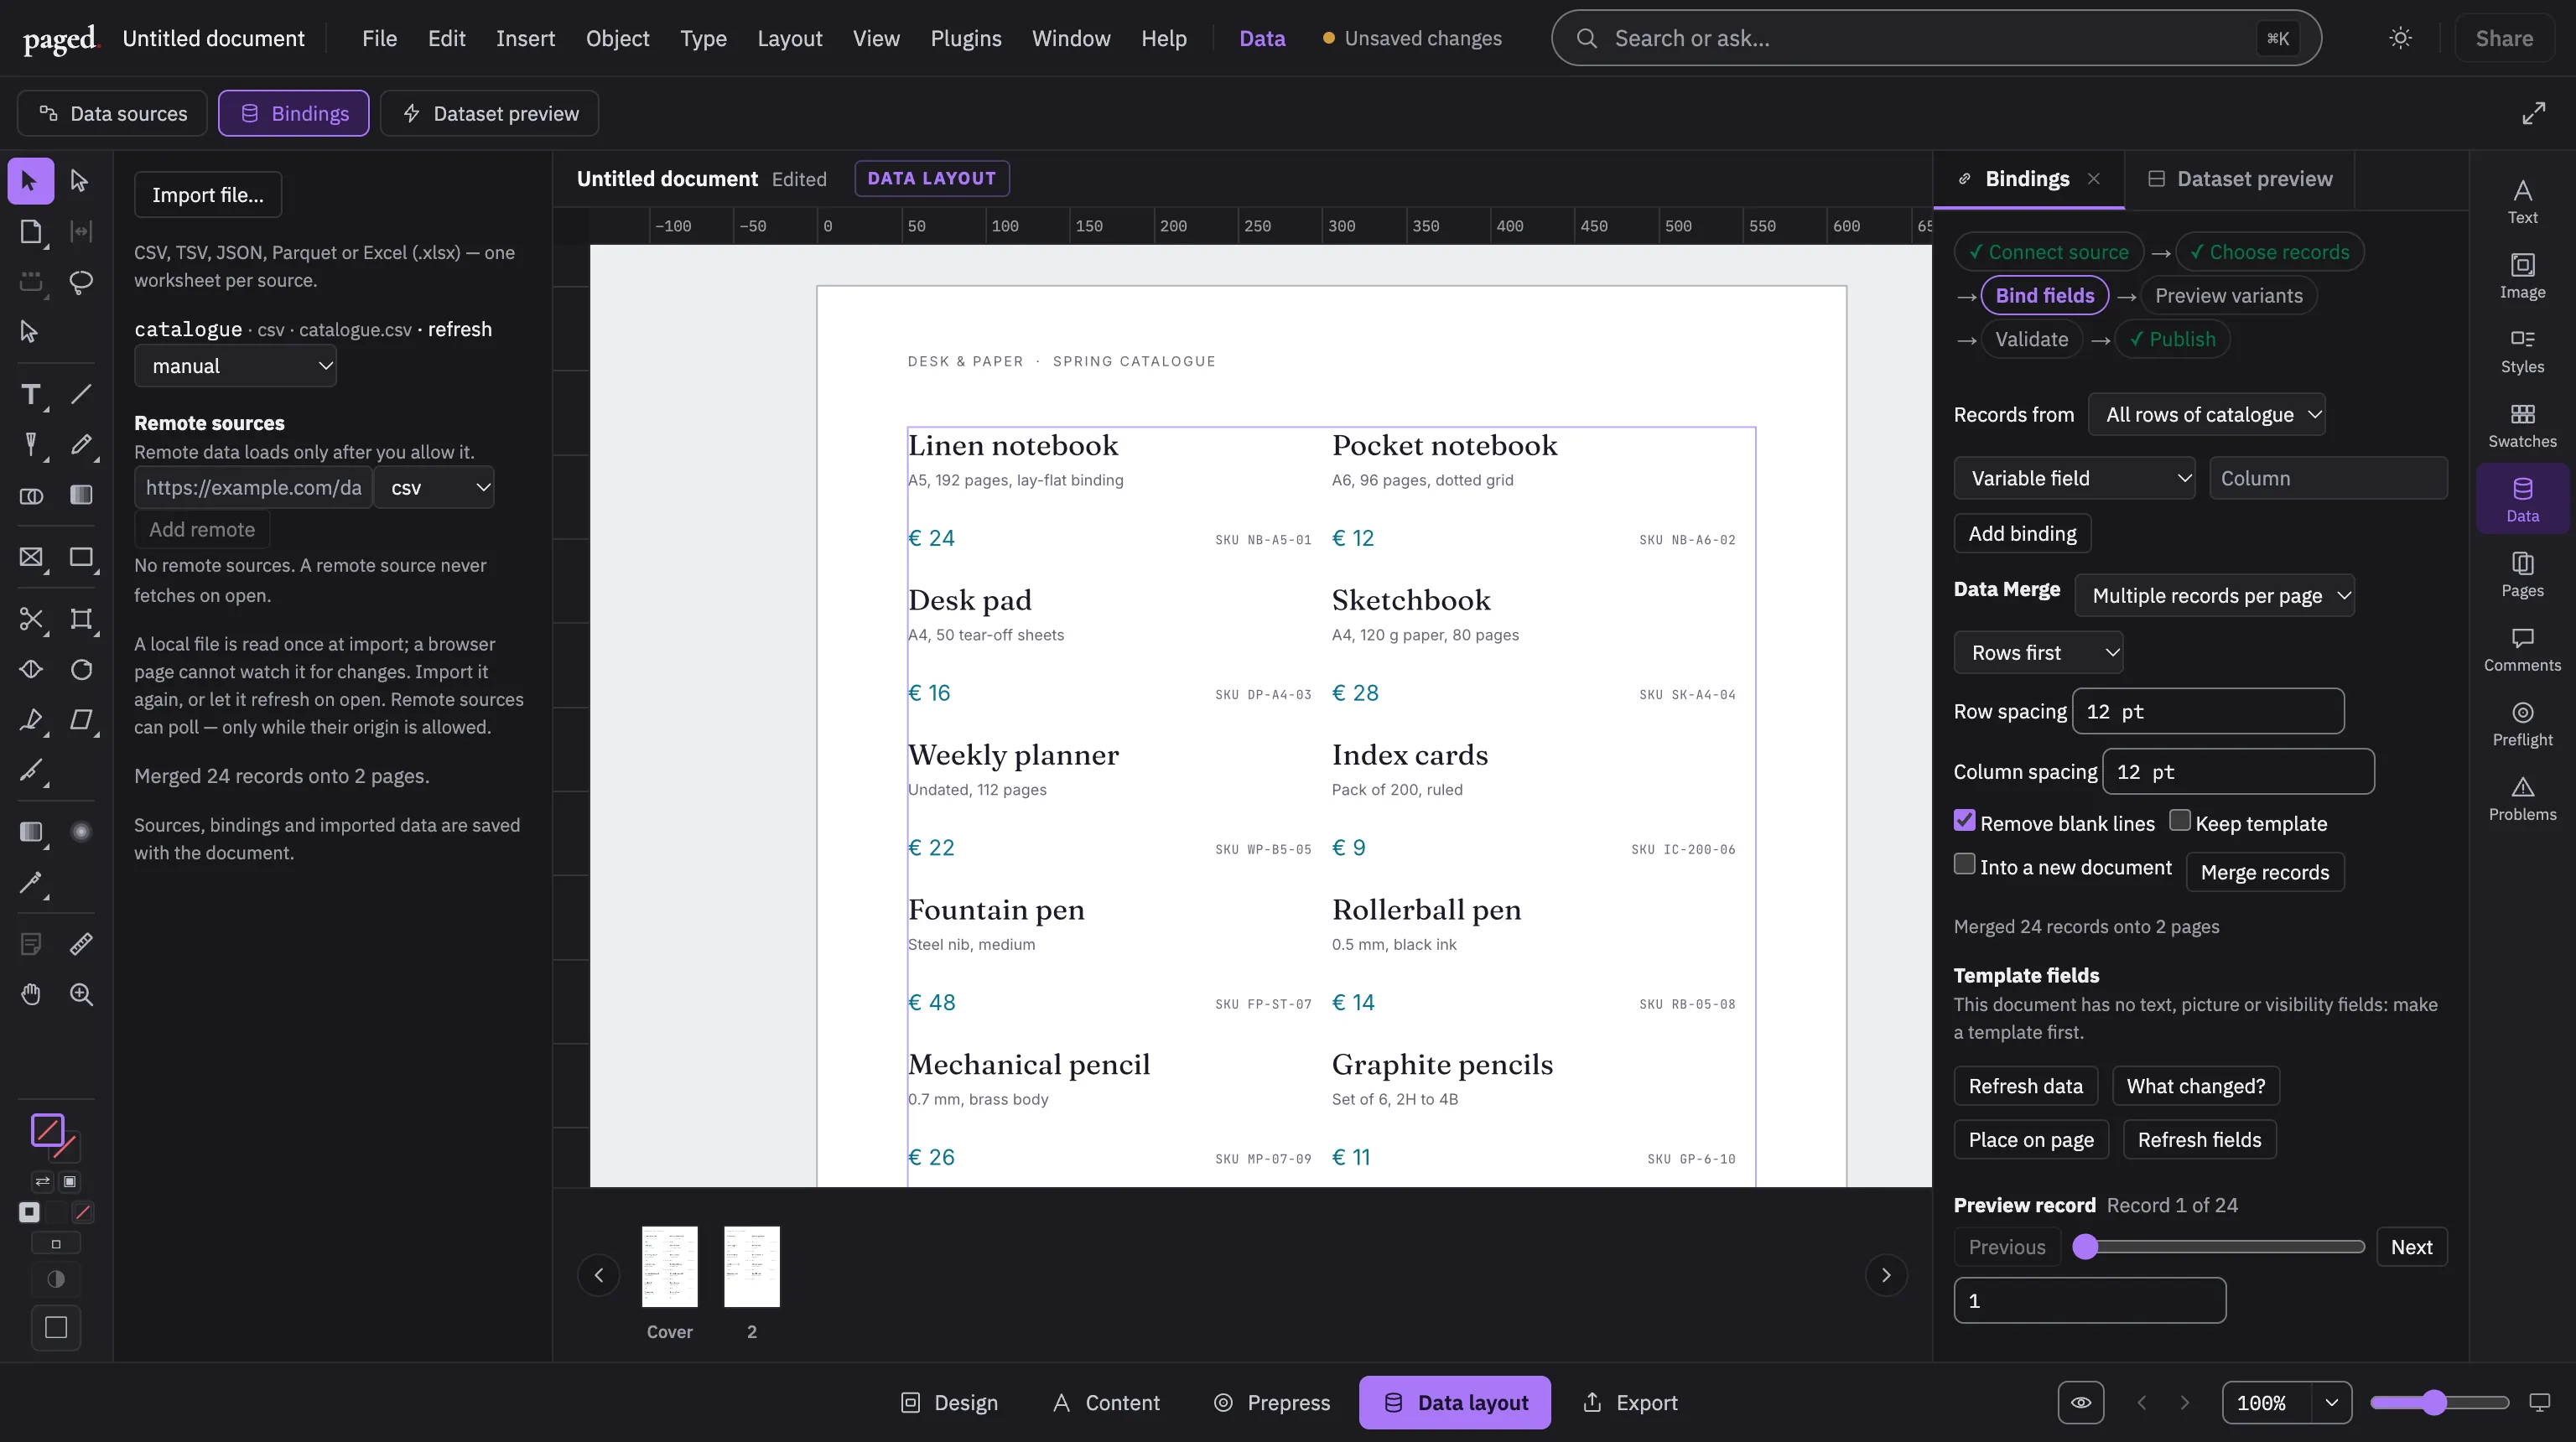 paged. Untitled document File Edit Insert Object Type Layout View Plugins Window Help Data Unsaved changes Search or ask... ⌘K Share
Data sources Bindings Dataset preview
Import file...
CSV, TSV, JSON, Parquet or Excel (.xlsx) — one
worksheet per source.
catalogue · csv · catalogue.csv · refresh
manual
Remote sources
Remote data loads only after you allow it.
https://example.com/da csv
Add remote
No remote sources. A remote source never
fetches on open.
A local file is read once at import; a browser
page cannot watch it for changes. Import it
again, or let it refresh on open. Remote sources
can poll — only while their origin is allowed.
Merged 24 records onto 2 pages.
Sources, bindings and imported data are saved
with the document.
Untitled document Edited DATA LAYOUT
-100 -50 0 50 100 150 200 250 300 350 400 450 500 550 600 65
DESK & PAPER · SPRING CATALOGUE
Linen notebook Pocket notebook
A5, 192 pages, lay-flat binding A6, 96 pages, dotted grid
€ 24 SKU NB-A5-01 € 12 SKU NB-A6-02
Desk pad Sketchbook
A4, 50 tear-off sheets A4, 120 g paper, 80 pages
€ 16 SKU DP-A4-03 € 28 SKU SK-A4-04
Weekly planner Index cards
Undated, 112 pages Pack of 200, ruled
€ 22 SKU WP-B5-05 € 9 SKU IC-200-06
Fountain pen Rollerball pen
Steel nib, medium 0.5 mm, black ink
€ 48 SKU FP-ST-07 € 14 SKU RB-05-08
Mechanical pencil Graphite pencils
0.7 mm, brass body Set of 6, 2H to 4B
€ 26 SKU MP-07-09 € 11 SKU GP-6-10
Cover 2
Bindings Dataset preview
✓ Connect source → ✓ Choose records
→ Bind fields → Preview variants
→ Validate → ✓ Publish
Records from All rows of catalogue
Variable field Column
Add binding
Data Merge Multiple records per page
Rows first
Row spacing 12 pt
Column spacing 12 pt
Remove blank lines Keep template
Into a new document Merge records
Merged 24 records onto 2 pages
Template fields
This document has no text, picture or visibility fields: make
a template first.
Refresh data What changed?
Place on page Refresh fields
Preview record Record 1 of 24
Previous Next
1
Text
Image
Styles
Swatches
Data
Pages
Comments
Preflight
Problems
Design Content Prepress Data layout Export 100%